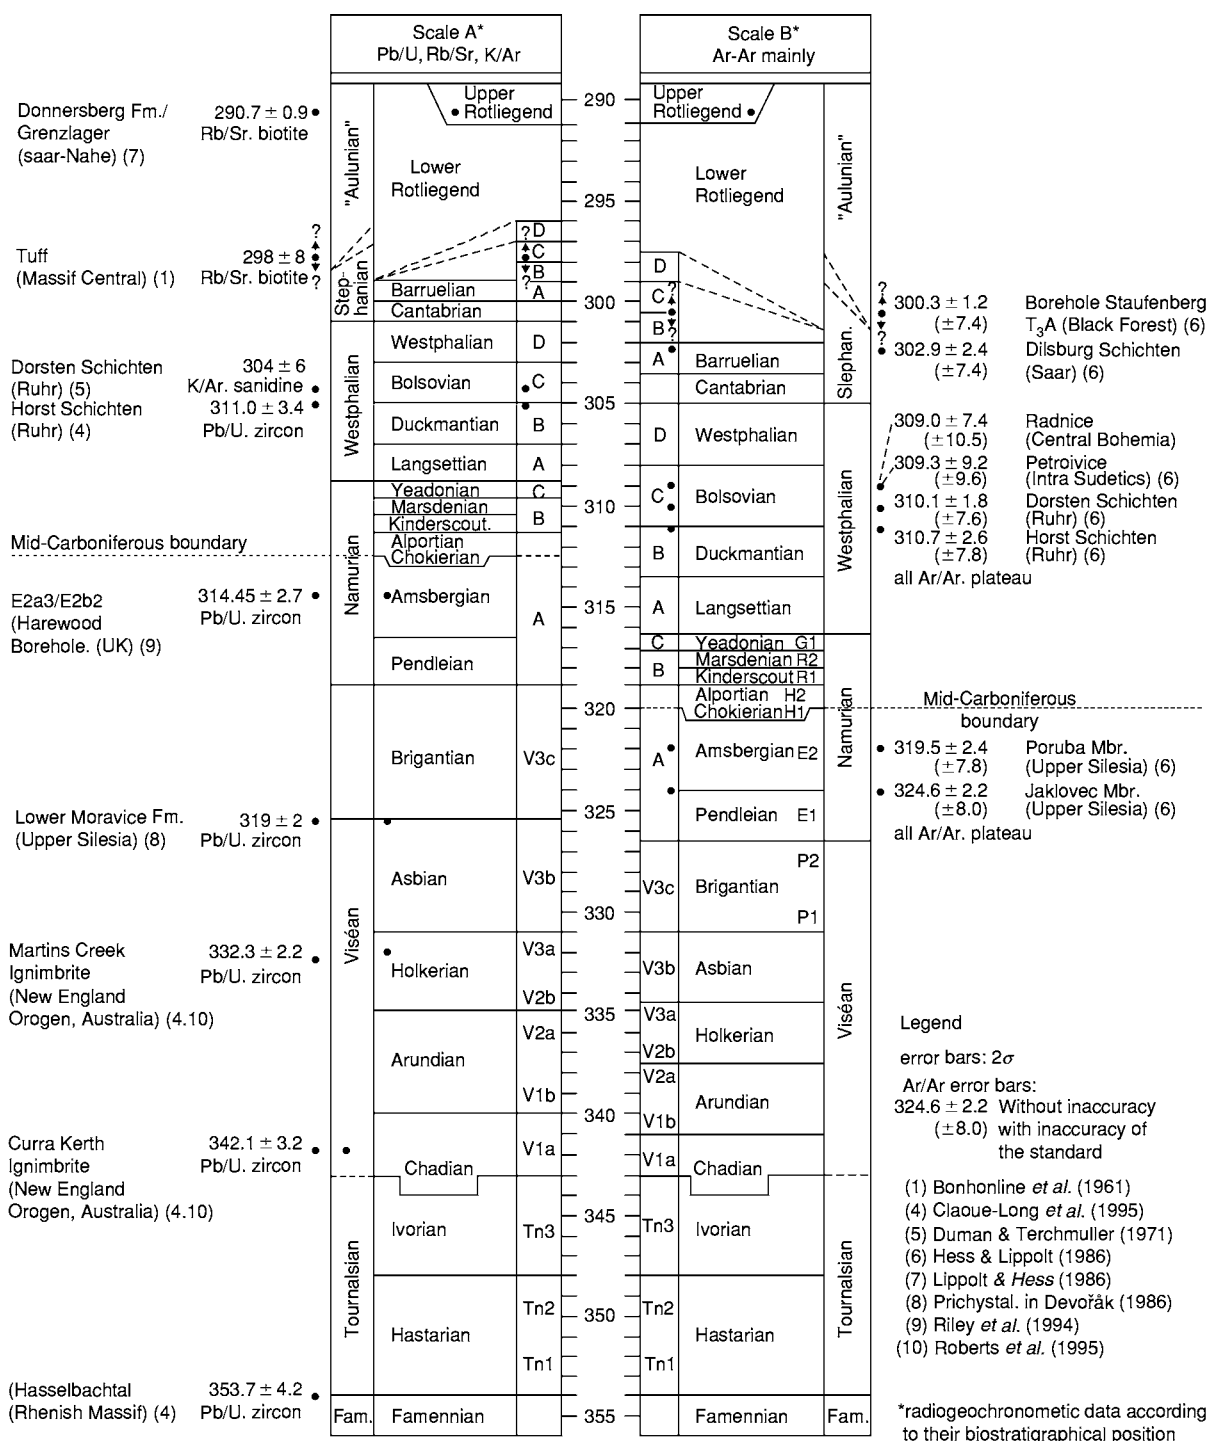 Scale A*
Pb/U, Rb/Sr, K/Ar
Scale B*
Ar-Ar mainly
Donnersberg Fm./
Grenzlager
(saar-Nahe) (7)
290.7 ± 0.9
Rb/Sr. biotite
Tuff
(Massif Central) (1)
298 ± 8
Rb/Sr. biotite
?
?
Dorsten Schichten
(Ruhr) (5)
304 ± 6
K/Ar. sanidine
Horst Schichten
(Ruhr) (4)
311.0 ± 3.4
Pb/U. zircon
Mid-Carboniferous boundary
E2a3/E2b2
(Harewood
Borehole. (UK) (9)
314.45 ± 2.7
Pb/U. zircon
Lower Moravice Fm.
(Upper Silesia) (8)
319 ± 2
Pb/U. zircon
Martins Creek
Ignimbrite
(New England
Orogen, Australia) (4.10)
332.3 ± 2.2
Pb/U. zircon
Curra Kerth
Ignimbrite
(New England
Orogen, Australia) (4.10)
342.1 ± 3.2
Pb/U. zircon
(Hasselbachtal
(Rhenish Massif) (4)
353.7 ± 4.2
Pb/U. zircon
"Aulunian"
Step-
hanian
Westphalian
Namurian
Viséan
Tournalsian
Fam.
Upper
Rotliegend
Lower
Rotliegend
Barruelian
Cantabrian
Westphalian
Bolsovian
Duckmantian
Langsettian
Yeadonian
Marsdenian
Kinderscout.
Alportian
Chokierian
Amsbergian
Pendleian
Brigantian
Asbian
Holkerian
Arundian
Chadian
Ivorian
Hastarian
Famennian
?
D
C
B
?
A
D
C
B
A
C
B
A
V3c
V3b
V3a
V2b
V2a
V1b
V1a
Tn3
Tn2
Tn1
290
295
300
305
310
315
320
325
330
335
340
345
350
355
D
C
?
B
?
A
D
C
B
A
C
B
A
V3c
V3b
V3a
V2b
V2a
V1b
V1a
Tn3
Tn2
Tn1
Upper
Rotliegend
Lower
Rotliegend
Barruelian
Cantabrian
Westphalian
Bolsovian
Duckmantian
Langsettian
Yeadonian G1
Marsdenian R2
Kinderscout R1
Alportian H2
Chokierian H1
Amsbergian E2
Pendleian E1
P2
Brigantian
P1
Asbian
Holkerian
Arundian
Chadian
Ivorian
Hastarian
Famennian
"Aulunian"
Slephan.
Westphalian
Namurian
Viséan
Tournalsian
Fam.
?
?
300.3 ± 1.2 Borehole Staufenberg
(±7.4) T3A (Black Forest) (6)
302.9 ± 2.4 Dilsburg Schichten
(±7.4) (Saar) (6)
309.0 ± 7.4 Radnice
(±10.5) (Central Bohemia)
309.3 ± 9.2 Petroivice
(±9.6) (Intra Sudetics) (6)
310.1 ± 1.8 Dorsten Schichten
(±7.6) (Ruhr) (6)
310.7 ± 2.6 Horst Schichten
(±7.8) (Ruhr) (6)
all Ar/Ar. plateau
Mid-Carboniferous
boundary
319.5 ± 2.4 Poruba Mbr.
(±7.8) (Upper Silesia) (6)
324.6 ± 2.2 Jaklovec Mbr.
(±8.0) (Upper Silesia) (6)
all Ar/Ar. plateau
Legend
error bars: 2σ
Ar/Ar error bars:
324.6 ± 2.2 Without inaccuracy
(±8.0) with inaccuracy of
the standard
(1) Bonhonline et al. (1961)
(4) Claoue-Long et al. (1995)
(5) Duman & Terchmuller (1971)
(6) Hess & Lippolt (1986)
(7) Lippolt & Hess (1986)
(8) Prichystal. in Devořák (1986)
(9) Riley et al. (1994)
(10) Roberts et al. (1995)
*radiogeochronometic data according
to their biostratigraphical position